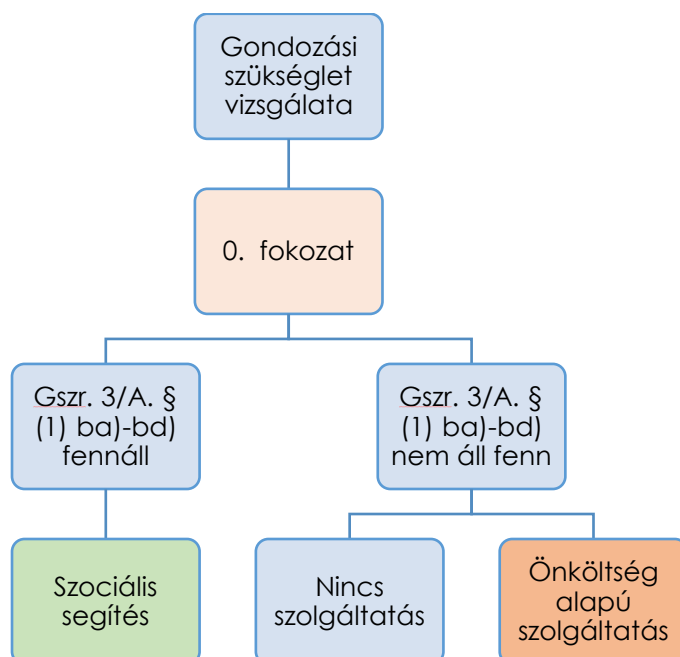 Gondozási
szükséglet
vizsgálata
0. fokozat
Gszr. 3/A. §
(1) ba)-bd)
fennáll
Gszr. 3/A. §
(1) ba)-bd)
nem áll fenn
Szociális
segítés
Nincs
szolgáltatás
Önköltség
alapú
szolgáltatás